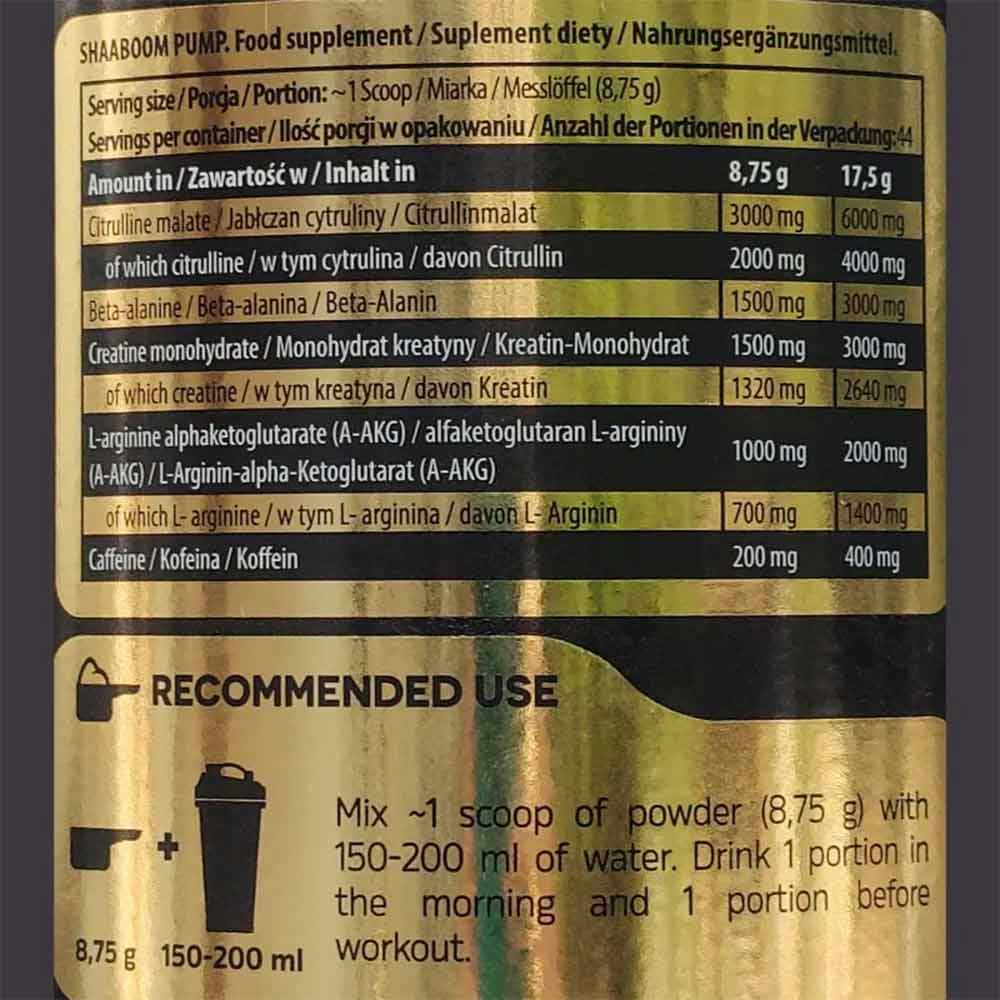 SHAABOOM PUMP. Food supplement / Suplement diety / Nahrungsergänzungsmittel.
Serving size / Porcja / Portion: ~1 Scoop / Miarka / Messlöffel (8,75 g)
Servings per container / Ilość porcji w opakowaniu / Anzahl der Portionen in der Verpackung: 44
Amount in / Zawartość w / Inhalt in 8,75 g 17,5 g
Citrulline malate / Jabłczan cytruliny / Citrullinmalat 3000 mg 6000 mg
of which citrulline / w tym cytrulina / davon Citrullin 2000 mg 4000 mg
Beta-alanine / Beta-alanina / Beta-Alanin 1500 mg 3000 mg
Creatine monohydrate / Monohydrat kreatyny / Kreatin-Monohydrat 1500 mg 3000 mg
of which creatine / w tym kreatyna / davon Kreatin 1320 mg 2640 mg
L-arginine alphaketoglutarate (A-AKG) / alfaketoglutaran L-argininy
(A-AKG) / L-Arginin-alpha-Ketoglutarat (A-AKG) 1000 mg 2000 mg
of which L- arginine / w tym L- arginina / davon L- Arginin 700 mg 1400 mg
Caffeine / Kofeina / Koffein 200 mg 400 mg
RECOMMENDED USE
Mix ~1 scoop of powder (8,75 g) with
150-200 ml of water. Drink 1 portion in
the morning and 1 portion before
workout.
8,75 g 150-200 ml